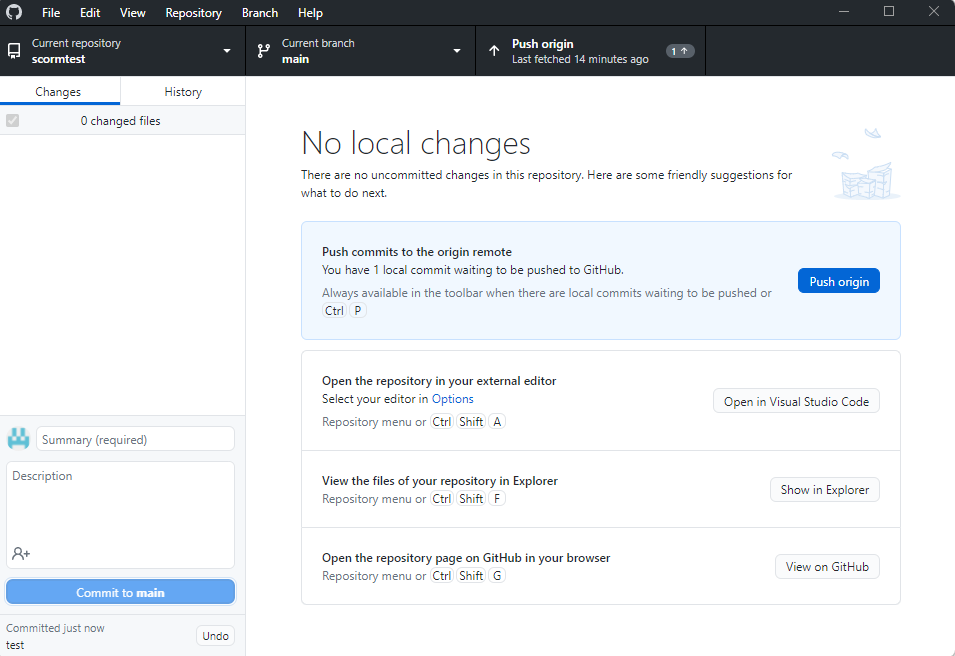 File Edit View Repository Branch Help
Current repository
scormtest
Current branch
main
Push origin
Last fetched 14 minutes ago
1
Changes History
0 changed files
No local changes
There are no uncommitted changes in this repository. Here are some friendly suggestions for
what to do next.
Push commits to the origin remote
You have 1 local commit waiting to be pushed to GitHub.
Always available in the toolbar when there are local commits waiting to be pushed or
Ctrl P
Push origin
Open the repository in your external editor
Select your editor in Options
Repository menu or Ctrl Shift A
Open in Visual Studio Code
View the files of your repository in Explorer
Repository menu or Ctrl Shift F
Show in Explorer
Open the repository page on GitHub in your browser
Repository menu or Ctrl Shift G
View on GitHub
Summary (required)
Description
Commit to main
Committed just now
test
Undo